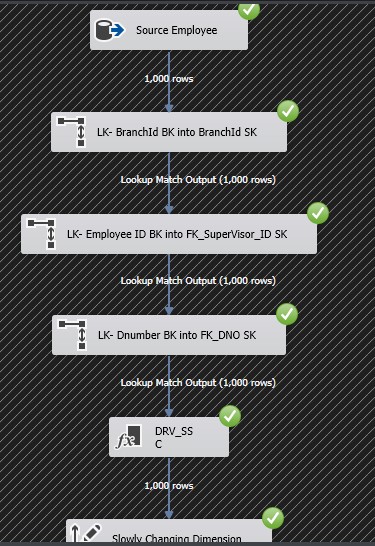 Source Employee
1,000 rows
LK- BranchId BK into BranchId SK
Lookup Match Output (1,000 rows)
LK- Employee ID BK into FK_SuperVisor_ID SK
Lookup Match Output (1,000 rows)
LK- Dnumber BK into FK_DNO SK
Lookup Match Output (1,000 rows)
fx
DRV_SS
C
1,000 rows
Slowly Changing Dimension